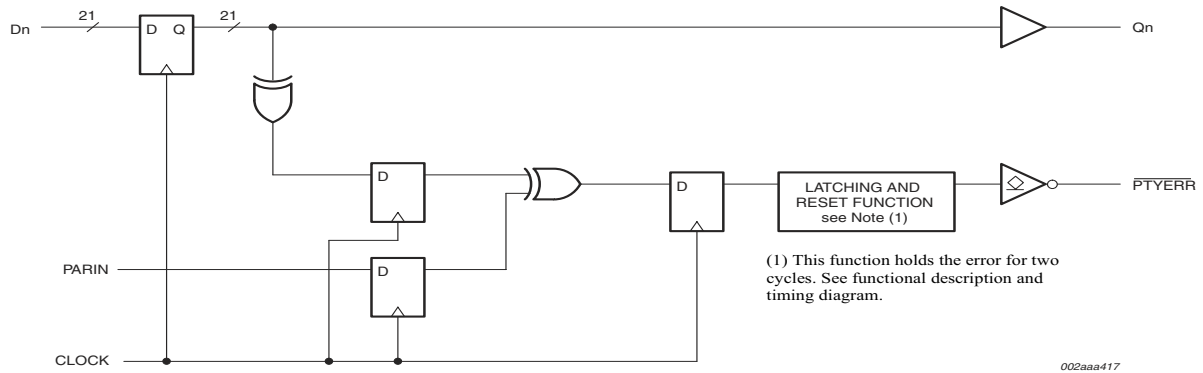 21 21
Dn D Q Qn
D D LATCHING AND
RESET FUNCTION
see Note (1)
PTYERR
PARIN D
(1) This function holds the error for two
cycles. See functional description and
timing diagram.
CLOCK
002aaa417